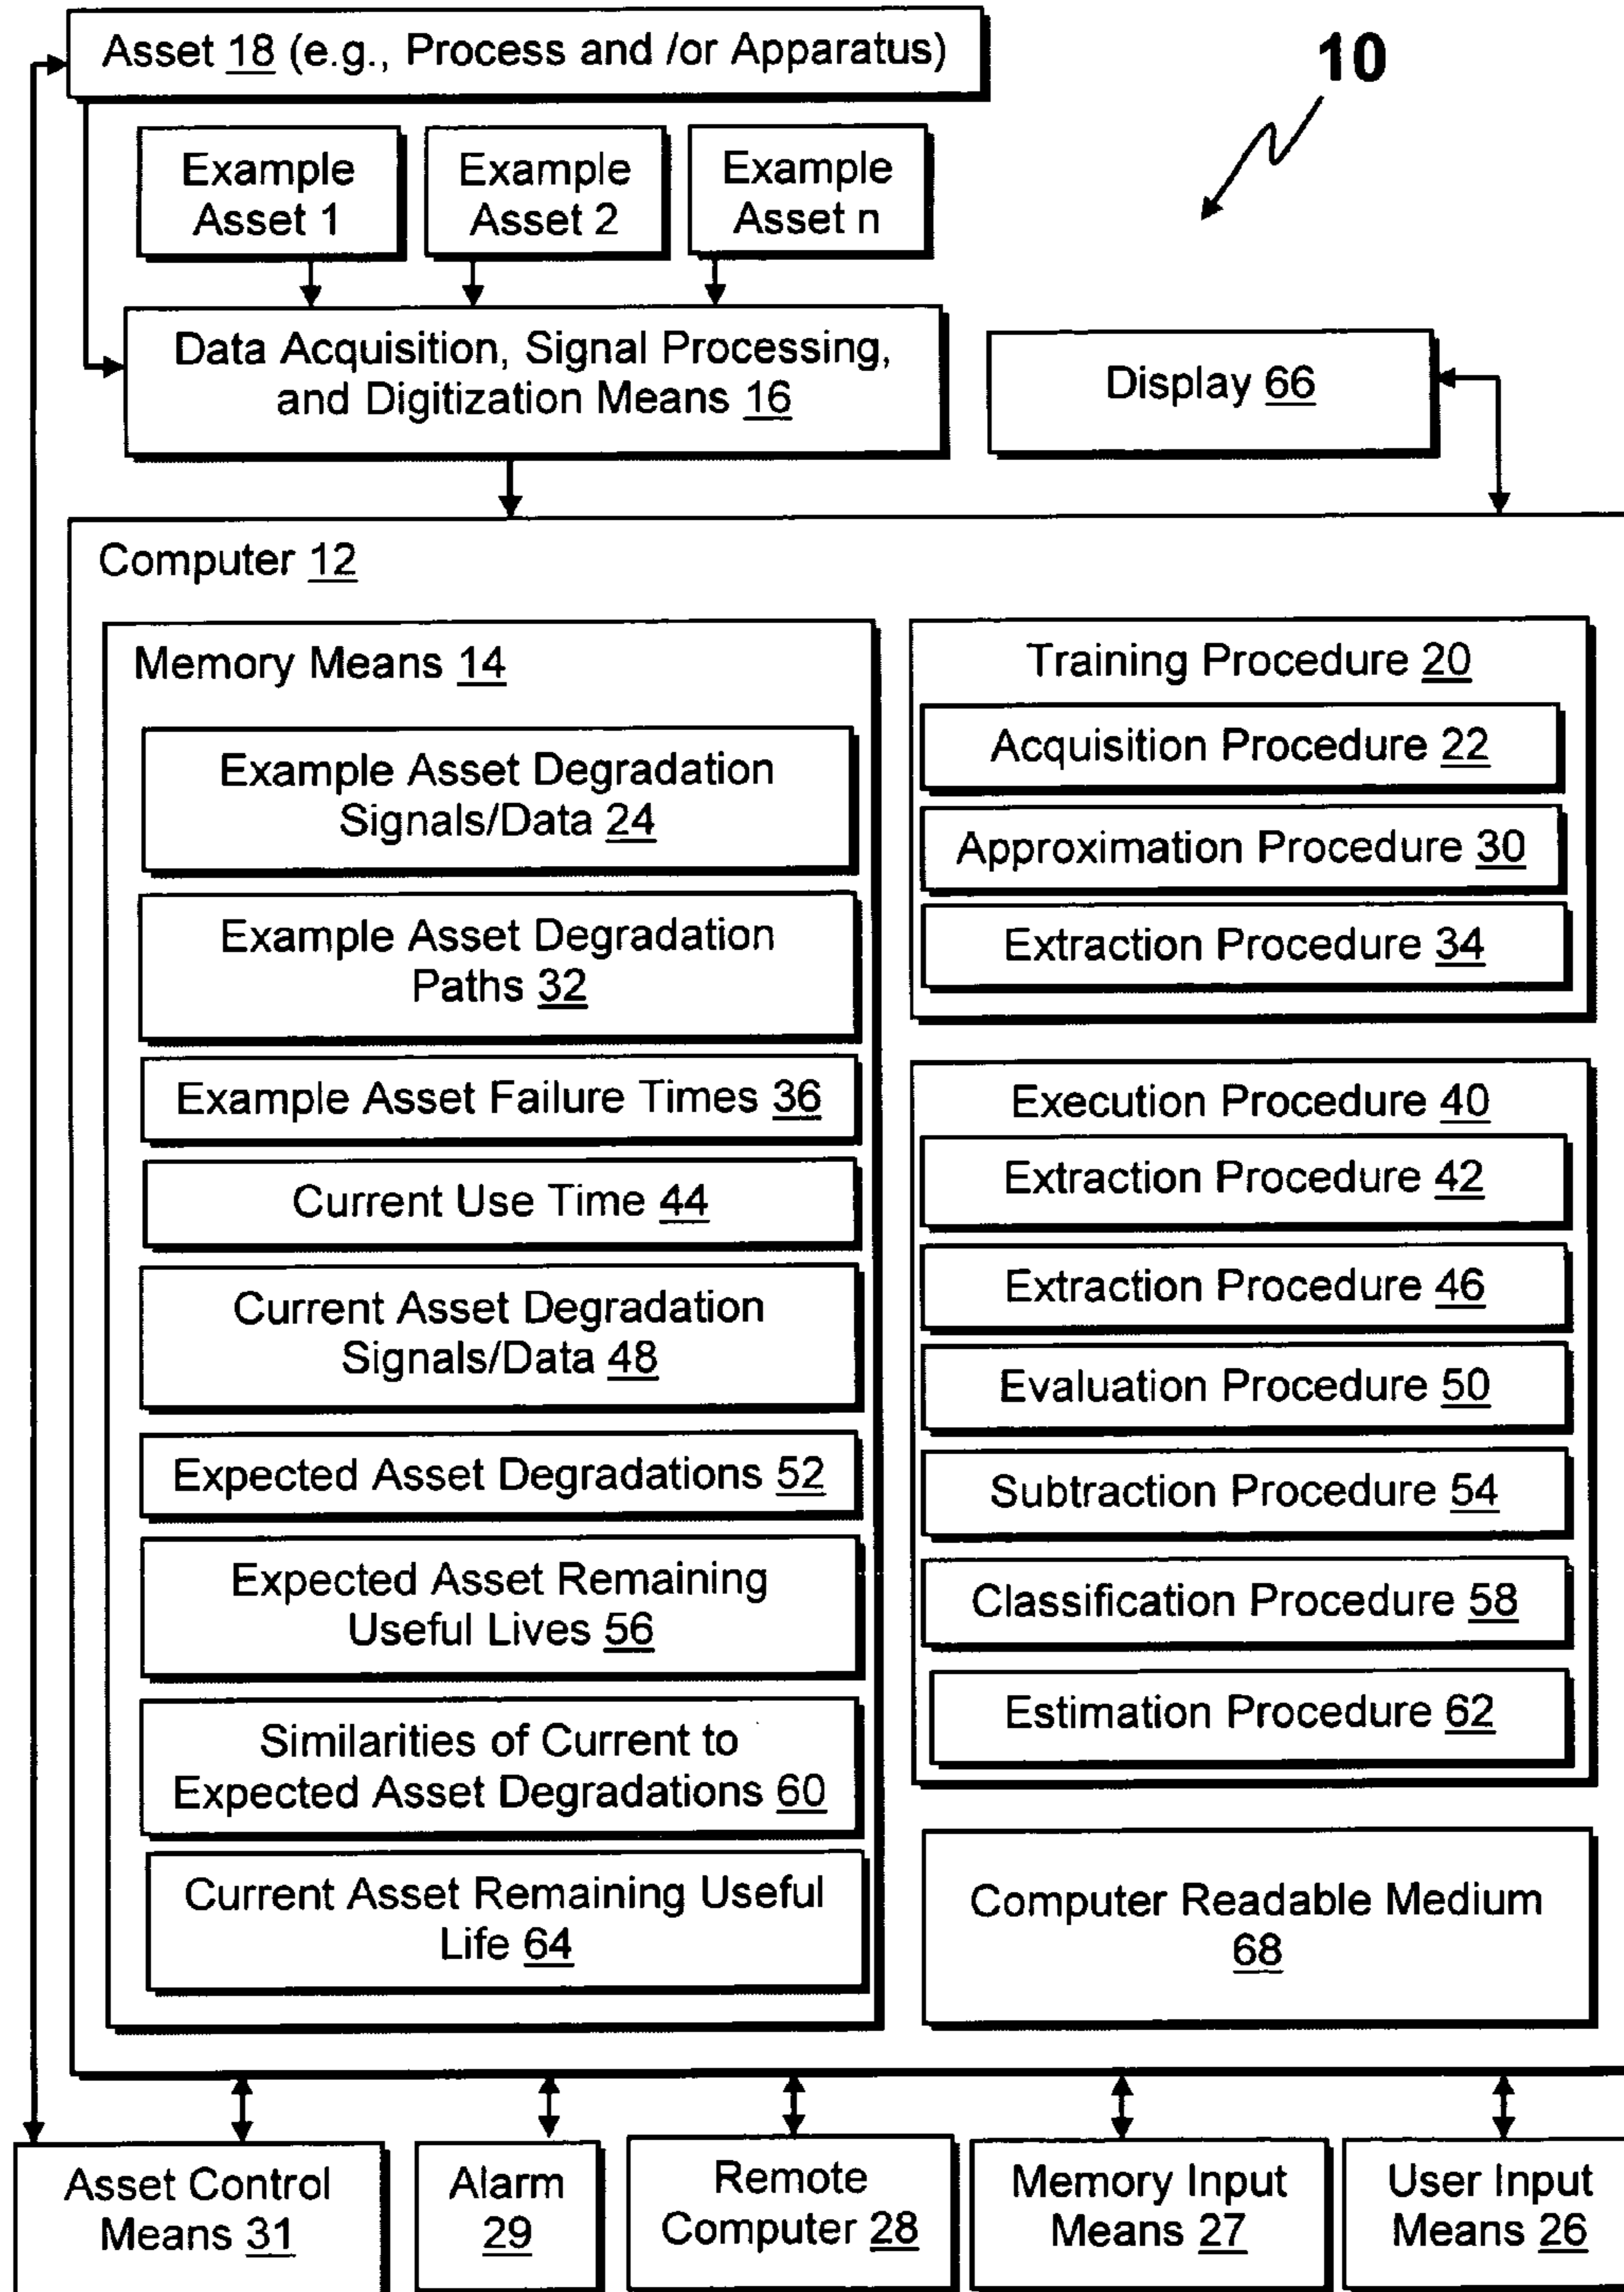 Asset 18 (e.g., Process and /or Apparatus)
10
Example
Asset 1
Example
Asset 2
Example
Asset n
Data Acquisition, Signal Processing,
and Digitization Means 16
Display 66
Computer 12
Memory Means 14
Example Asset Degradation
Signals/Data 24
Example Asset Degradation
Paths 32
Example Asset Failure Times 36
Current Use Time 44
Current Asset Degradation
Signals/Data 48
Expected Asset Degradations 52
Expected Asset Remaining
Useful Lives 56
Similarities of Current to
Expected Asset Degradations 60
Current Asset Remaining Useful
Life 64
Training Procedure 20
Acquisition Procedure 22
Approximation Procedure 30
Extraction Procedure 34
Execution Procedure 40
Extraction Procedure 42
Extraction Procedure 46
Evaluation Procedure 50
Subtraction Procedure 54
Classification Procedure 58
Estimation Procedure 62
Computer Readable Medium
68
Asset Control
Means 31
Alarm
29
Remote
Computer 28
Memory Input
Means 27
User Input
Means 26